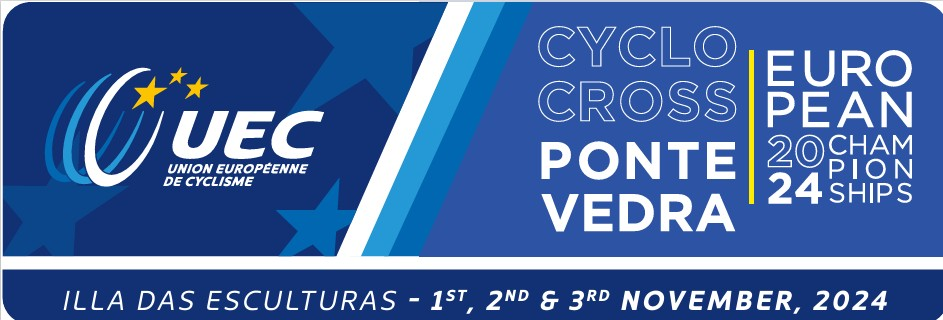 UEC
UNION EUROPÉENNE
DE CYCLISME
CYCLO
CROSS
PONTE
VEDRA
EURO
PEAN
20
24
CHAM
PION
SHIPS
ILLA DAS ESCULTURAS - 1ST, 2ND & 3RD NOVEMBER, 2024